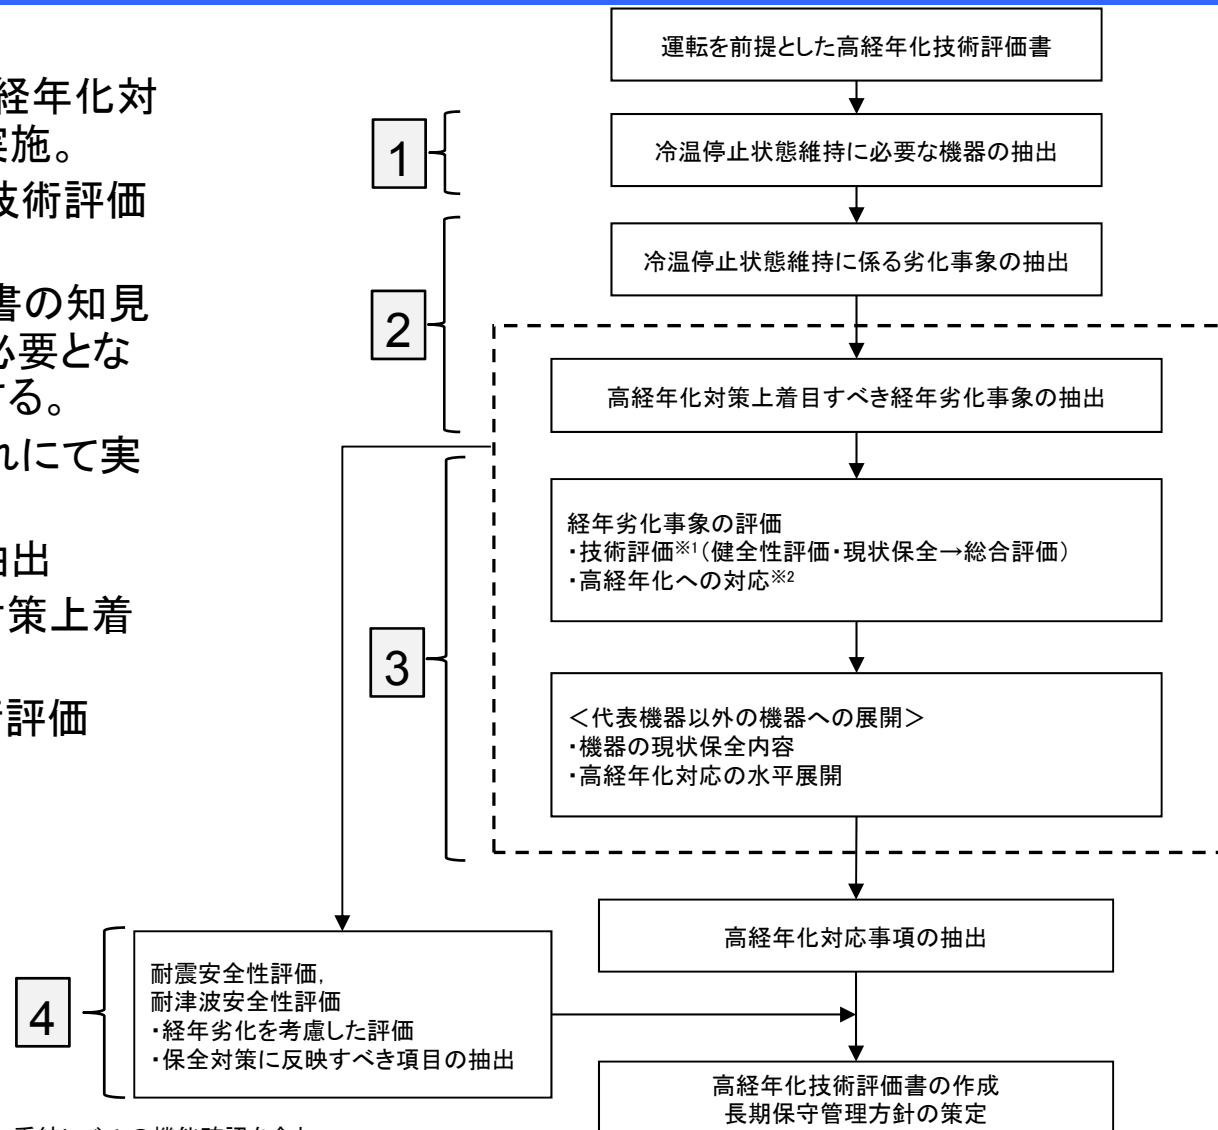 経年化対
実施。
技術評価
書の知見
必要とな
する。
れにて実
抽出
対策上着
評価
運転を前提とした高経年化技術評価書
1
冷温停止状態維持に必要な機器の抽出
2
冷温停止状態維持に係る劣化事象の抽出
高経年化対策上着目すべき経年劣化事象の抽出
3
経年劣化事象の評価
・技術評価※1（健全性評価・現状保全→総合評価）
・高経年化への対応※2
＜代表機器以外の機器への展開＞
・機器の現状保全内容
・高経年化対応の水平展開
高経年化対応事項の抽出
4
耐震安全性評価，
耐津波安全性評価
・経年劣化を考慮した評価
・保全対策に反映すべき項目の抽出
高経年化技術評価書の作成
長期保守管理方針の策定